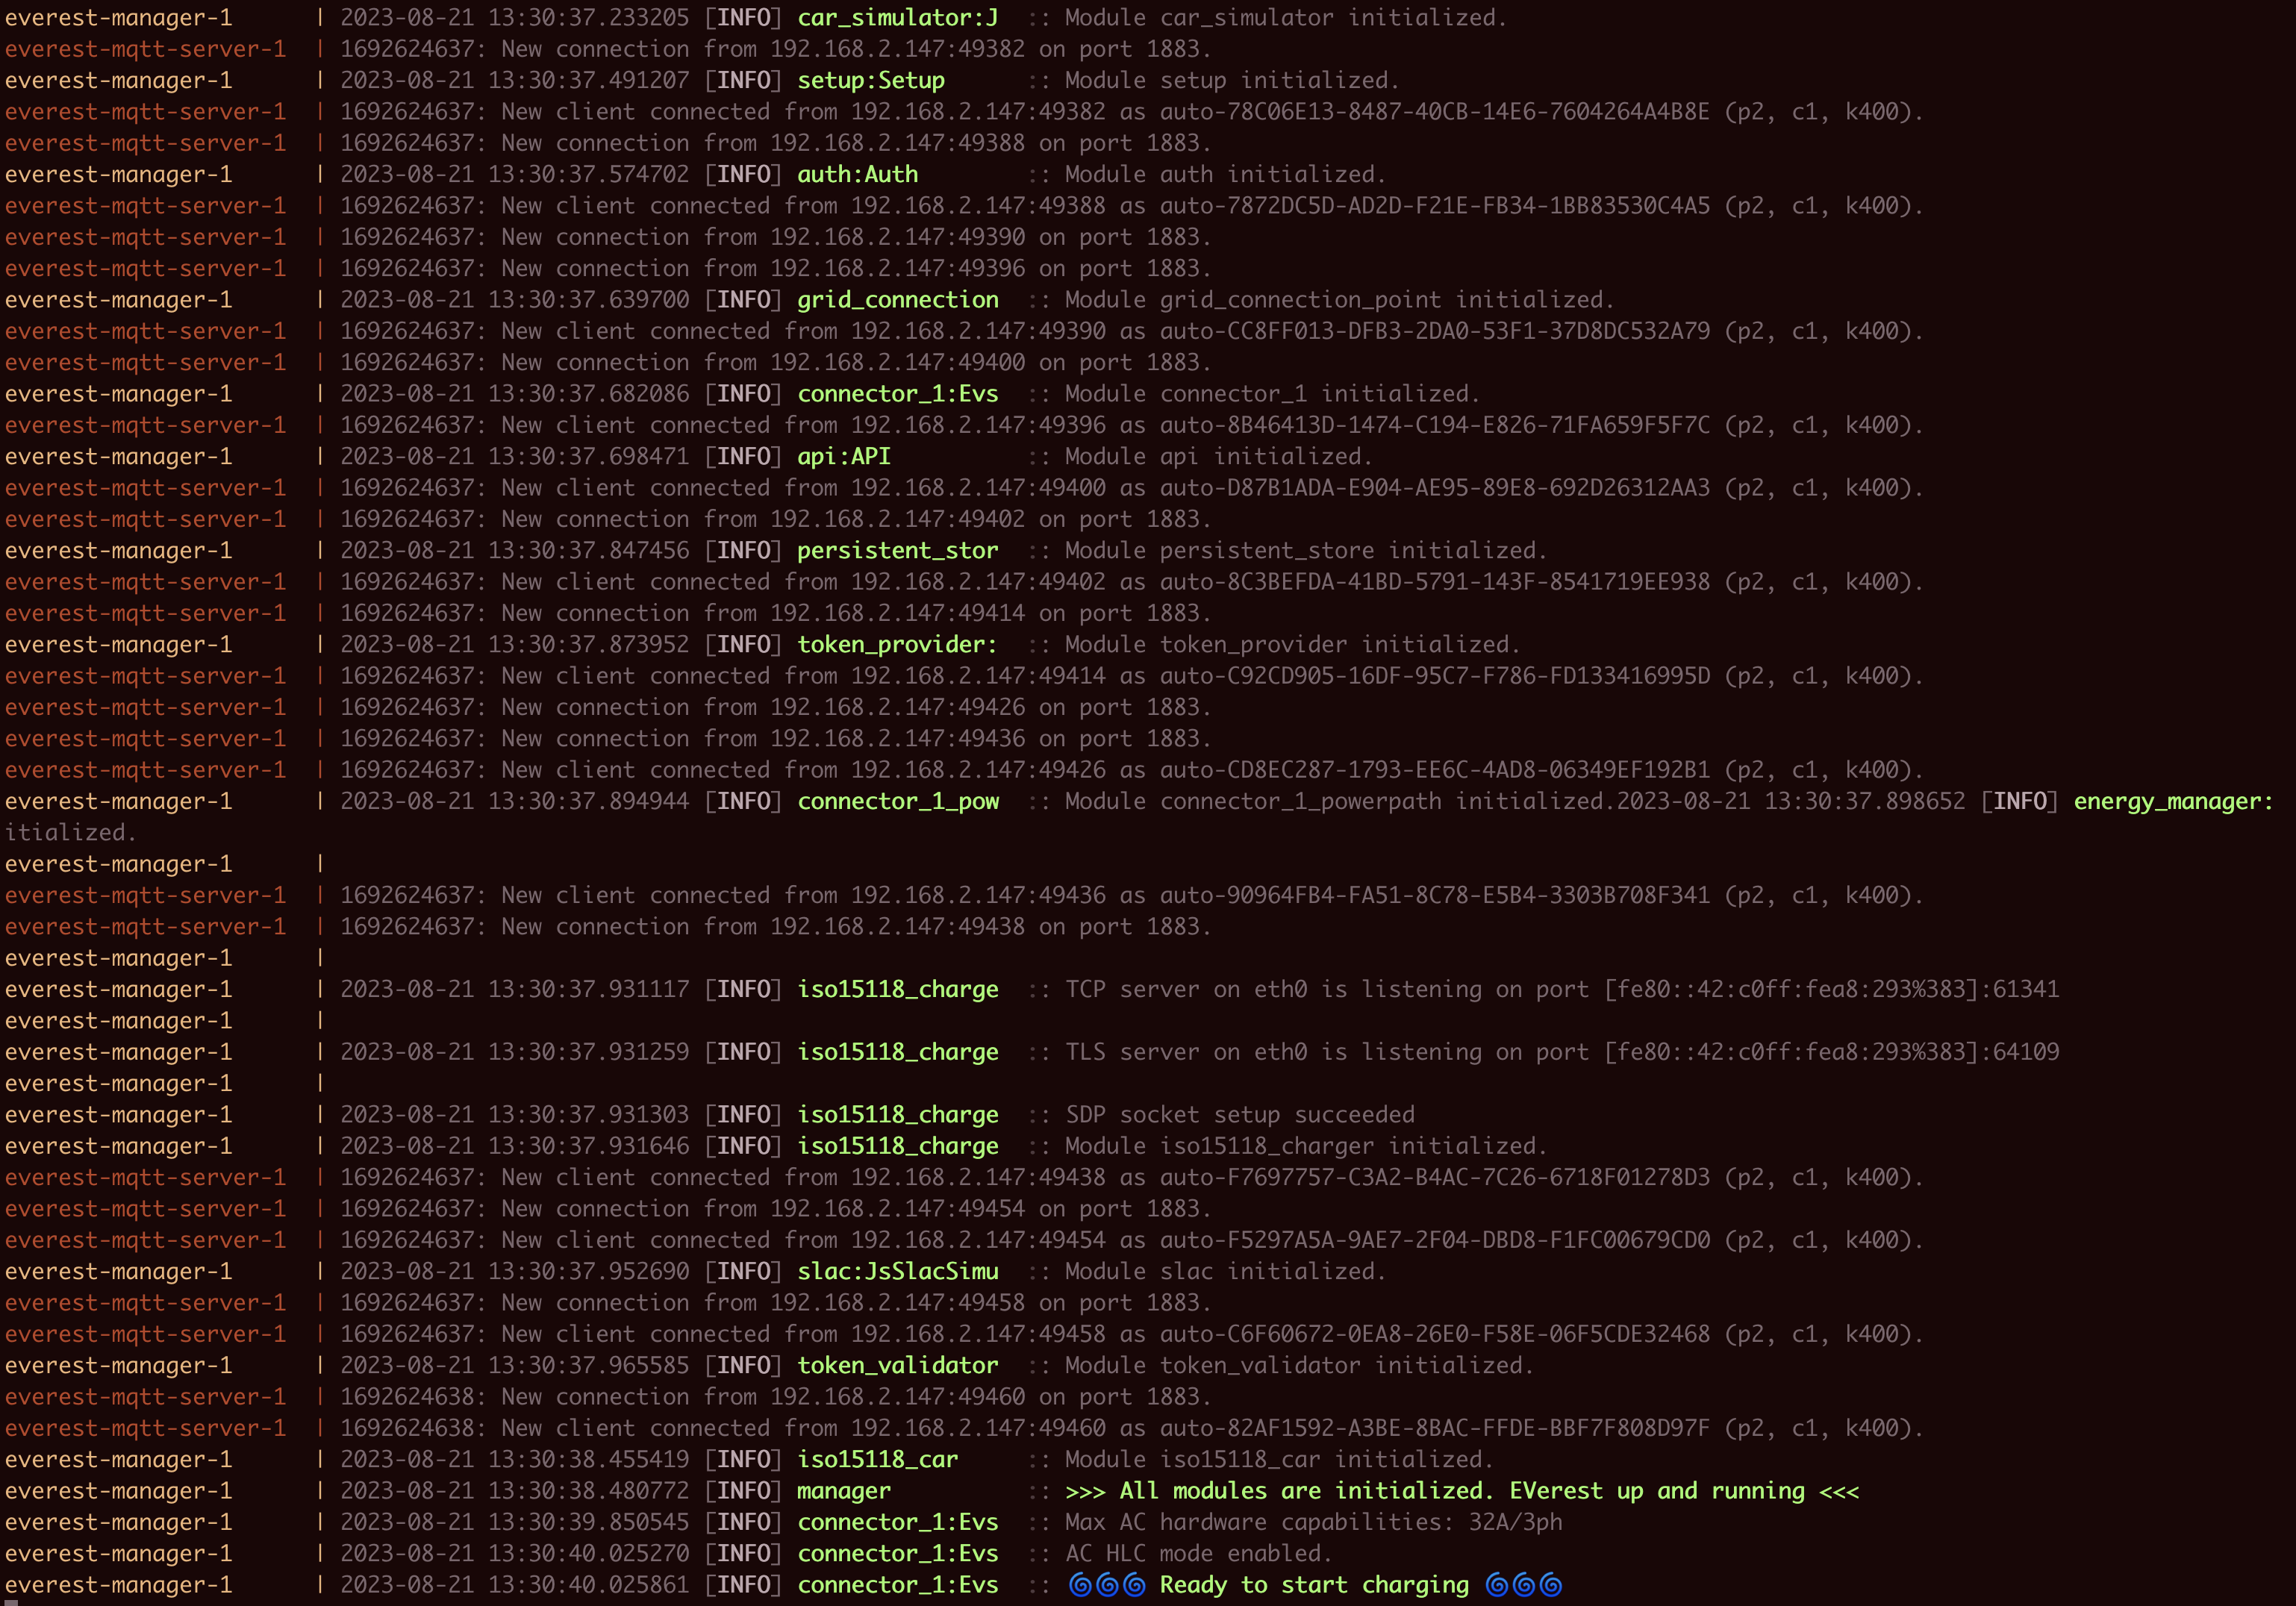 everest-manager-1      | 2023-08-21 13:30:37.233205 [INFO] car_simulator:J  :: Module car_simulator initialized.
everest-mqtt-server-1  | 1692624637: New connection from 192.168.2.147:49382 on port 1883.
everest-manager-1      | 2023-08-21 13:30:37.491207 [INFO] setup:Setup      :: Module setup initialized.
everest-mqtt-server-1  | 1692624637: New client connected from 192.168.2.147:49382 as auto-78C06E13-8487-40CB-14E6-7604264A4B8E (p2, c1, k400).
everest-mqtt-server-1  | 1692624637: New connection from 192.168.2.147:49388 on port 1883.
everest-manager-1      | 2023-08-21 13:30:37.574702 [INFO] auth:Auth        :: Module auth initialized.
everest-mqtt-server-1  | 1692624637: New client connected from 192.168.2.147:49388 as auto-7872DC5D-AD2D-F21E-FB34-1BB83530C4A5 (p2, c1, k400).
everest-mqtt-server-1  | 1692624637: New connection from 192.168.2.147:49390 on port 1883.
everest-mqtt-server-1  | 1692624637: New connection from 192.168.2.147:49396 on port 1883.
everest-manager-1      | 2023-08-21 13:30:37.639700 [INFO] grid_connection  :: Module grid_connection_point initialized.
everest-mqtt-server-1  | 1692624637: New client connected from 192.168.2.147:49390 as auto-CC8FF013-DFB3-2DA0-53F1-37D8DC532A79 (p2, c1, k400).
everest-mqtt-server-1  | 1692624637: New connection from 192.168.2.147:49400 on port 1883.
everest-manager-1      | 2023-08-21 13:30:37.682086 [INFO] connector_1:Evs  :: Module connector_1 initialized.
everest-mqtt-server-1  | 1692624637: New client connected from 192.168.2.147:49396 as auto-8B46413D-1474-C194-E826-71FA659F5F7C (p2, c1, k400).
everest-manager-1      | 2023-08-21 13:30:37.698471 [INFO] api:API          :: Module api initialized.
everest-mqtt-server-1  | 1692624637: New client connected from 192.168.2.147:49400 as auto-D87B1ADA-E904-AE95-89E8-692D26312AA3 (p2, c1, k400).
everest-mqtt-server-1  | 1692624637: New connection from 192.168.2.147:49402 on port 1883.
everest-manager-1      | 2023-08-21 13:30:37.847456 [INFO] persistent_stor  :: Module persistent_store initialized.
everest-mqtt-server-1  | 1692624637: New client connected from 192.168.2.147:49402 as auto-8C3BEFDA-41BD-5791-143F-8541719EE938 (p2, c1, k400).
everest-mqtt-server-1  | 1692624637: New connection from 192.168.2.147:49414 on port 1883.
everest-manager-1      | 2023-08-21 13:30:37.873952 [INFO] token_provider:  :: Module token_provider initialized.
everest-mqtt-server-1  | 1692624637: New client connected from 192.168.2.147:49414 as auto-C92CD905-16DF-95C7-F786-FD133416995D (p2, c1, k400).
everest-mqtt-server-1  | 1692624637: New connection from 192.168.2.147:49426 on port 1883.
everest-mqtt-server-1  | 1692624637: New connection from 192.168.2.147:49436 on port 1883.
everest-mqtt-server-1  | 1692624637: New client connected from 192.168.2.147:49426 as auto-CD8EC287-1793-EE6C-4AD8-06349EF192B1 (p2, c1, k400).
everest-manager-1      | 2023-08-21 13:30:37.894944 [INFO] connector_1_pow  :: Module connector_1_powerpath initialized.2023-08-21 13:30:37.898652 [INFO] energy_manager:
itialized.
everest-manager-1      |
everest-mqtt-server-1  | 1692624637: New client connected from 192.168.2.147:49436 as auto-90964FB4-FA51-8C78-E5B4-3303B708F341 (p2, c1, k400).
everest-mqtt-server-1  | 1692624637: New connection from 192.168.2.147:49438 on port 1883.
everest-manager-1      |
everest-manager-1      | 2023-08-21 13:30:37.931117 [INFO] iso15118_charge  :: TCP server on eth0 is listening on port [fe80::42:c0ff:fea8:293%383]:61341
everest-manager-1      |
everest-manager-1      | 2023-08-21 13:30:37.931259 [INFO] iso15118_charge  :: TLS server on eth0 is listening on port [fe80::42:c0ff:fea8:293%383]:64109
everest-manager-1      |
everest-manager-1      | 2023-08-21 13:30:37.931303 [INFO] iso15118_charge  :: SDP socket setup succeeded
everest-manager-1      | 2023-08-21 13:30:37.931646 [INFO] iso15118_charge  :: Module iso15118_charger initialized.
everest-mqtt-server-1  | 1692624637: New client connected from 192.168.2.147:49438 as auto-F7697757-C3A2-B4AC-7C26-6718F01278D3 (p2, c1, k400).
everest-mqtt-server-1  | 1692624637: New connection from 192.168.2.147:49454 on port 1883.
everest-mqtt-server-1  | 1692624637: New client connected from 192.168.2.147:49454 as auto-F5297A5A-9AE7-2F04-DBD8-F1FC00679CD0 (p2, c1, k400).
everest-manager-1      | 2023-08-21 13:30:37.952690 [INFO] slac:JsSlacSimu  :: Module slac initialized.
everest-mqtt-server-1  | 1692624637: New connection from 192.168.2.147:49458 on port 1883.
everest-mqtt-server-1  | 1692624637: New client connected from 192.168.2.147:49458 as auto-C6F60672-0EA8-26E0-F58E-06F5CDE32468 (p2, c1, k400).
everest-manager-1      | 2023-08-21 13:30:37.965585 [INFO] token_validator  :: Module token_validator initialized.
everest-mqtt-server-1  | 1692624638: New connection from 192.168.2.147:49460 on port 1883.
everest-mqtt-server-1  | 1692624638: New client connected from 192.168.2.147:49460 as auto-82AF1592-A3BE-8BAC-FFDE-BBF7F808D97F (p2, c1, k400).
everest-manager-1      | 2023-08-21 13:30:38.455419 [INFO] iso15118_car     :: Module iso15118_car initialized.
everest-manager-1      | 2023-08-21 13:30:38.480772 [INFO] manager          :: >>> All modules are initialized. EVerest up and running <<<
everest-manager-1      | 2023-08-21 13:30:39.850545 [INFO] connector_1:Evs  :: Max AC hardware capabilities: 32A/3ph
everest-manager-1      | 2023-08-21 13:30:40.025270 [INFO] connector_1:Evs  :: AC HLC mode enabled.
everest-manager-1      | 2023-08-21 13:30:40.025861 [INFO] connector_1:Evs  :: 🌀🌀🌀 Ready to start charging 🌀🌀🌀